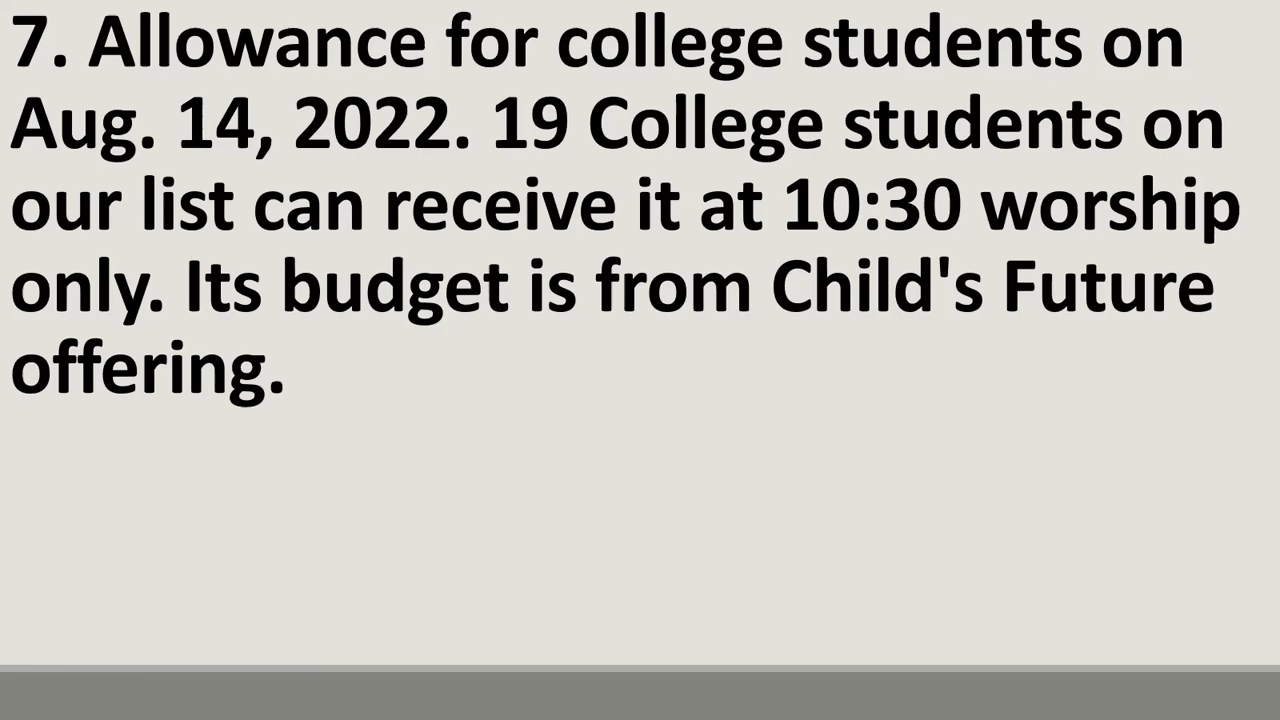 7. Allowance for college students on
Aug. 14, 2022. 19 College students on
our list can receive it at 10:30 worship
only. Its budget is from Child's Future
offering.